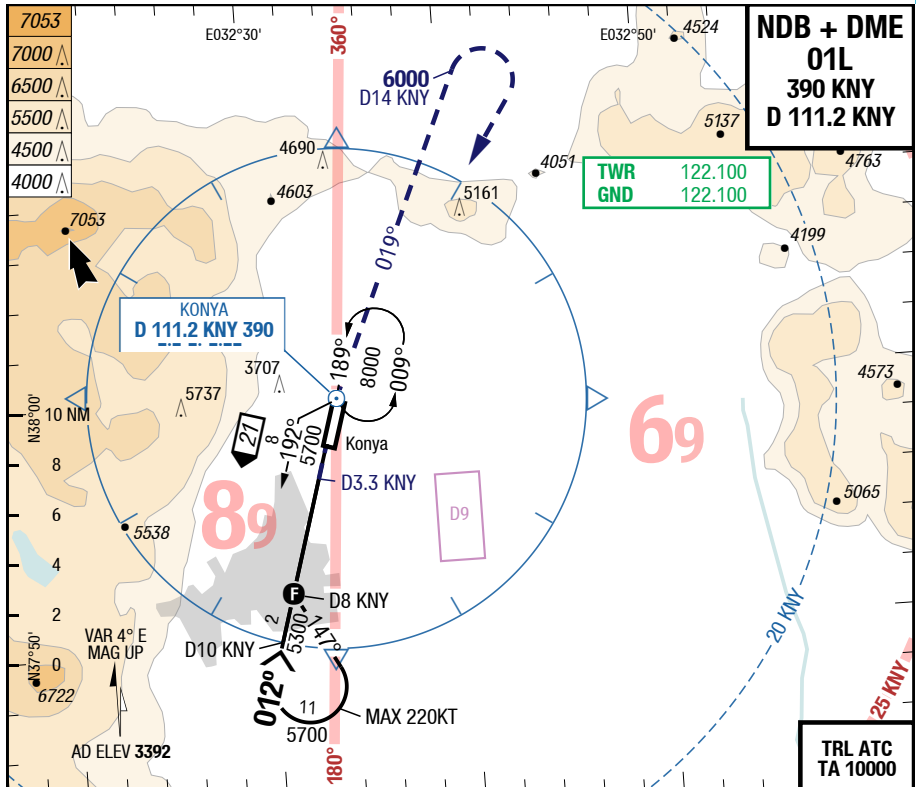 7053
7000
6500
5500
4500
4000
E032°30'
360°
E032°50'
4524
NDB + DME
01L
390 KNY
D 111.2 KNY
6000
D14 KNY
5137
4763
4690
4603
4051
5161
TWR 122.100
GND 122.100
7053
4199
019°
KONYA
D 111.2 KNY 390
189°
8000
009°
3707
5737
4573
N38°00'
10 NM
21
8
192°
5700
Konya
69
8
D3.3 KNY
89
D9
5065
6
5538
4
F
D8 KNY
2
2
5300
1
147°
20 KNY
VAR 4° E
MAG UP
D10 KNY
N37°50'
0
6722
012°
11
5700
MAX 220KT
25 KNY
AD ELEV 3392
180°
TRL ATC
TA 10000